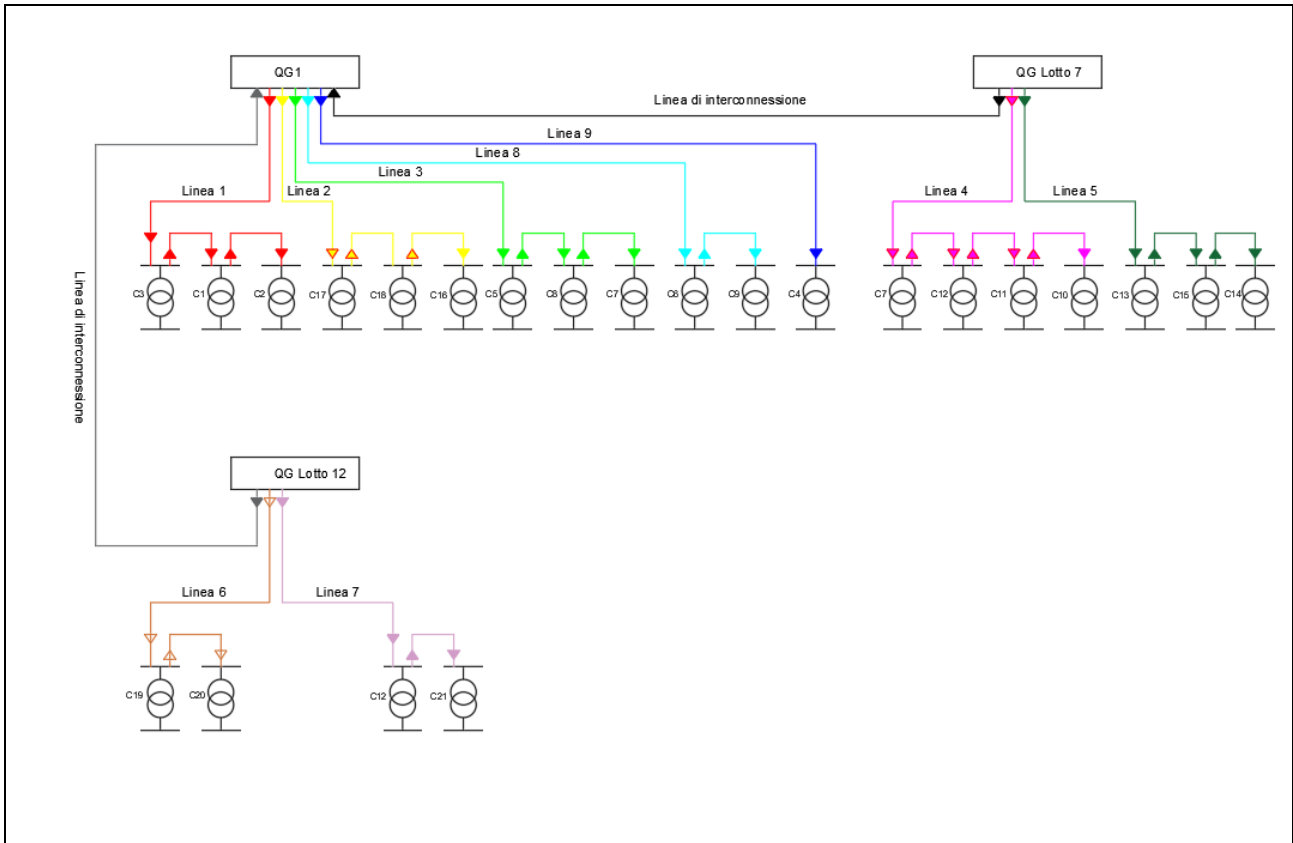 QG1
QG Lotto 7
Linea di interconnessione
Linea 9
Linea 8
Linea 3
Linea 1
Linea 2
Linea 4
Linea 5
C3
C1
C2
C17
C18
C16
C5
C8
C7
C6
C9
C4
C7
C12
C11
C10
C13
C15
C14
Linea di interconnessione
QG Lotto 12
Linea 6
Linea 7
C19
C20
C12
C21